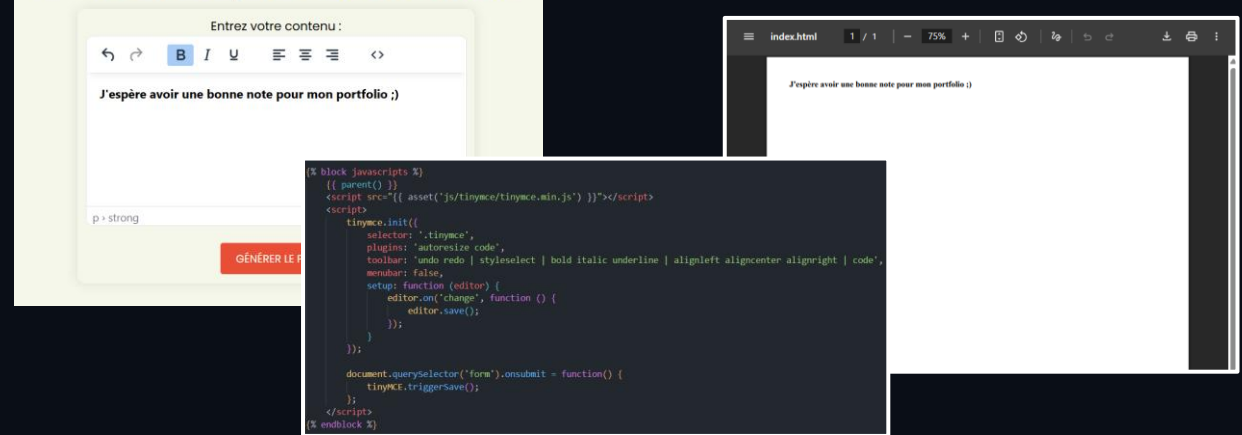 Entrez votre contenu :
B I U <>
J'espère avoir une bonne note pour mon portfolio ;)
p › strong
GÉNÉRER LE
index.html 1 / 1 − 75% +
J'espère avoir une bonne note pour mon portfolio ;)
{% block javascripts %}
{{ parent() }}
<script src="{{ asset('js/tinymce/tinymce.min.js') }}"></script>
<script>
tinymce.init({
selector: '.tinymce',
plugins: 'autoresize code',
toolbar: 'undo redo | styleselect | bold italic underline | alignleft aligncenter alignright | code',
menubar: false,
setup: function (editor) {
editor.on('change', function () {
editor.save();
});
}
});
document.querySelector('form').onsubmit = function() {
tinyMCE.triggerSave();
};
</script>
{% endblock %}